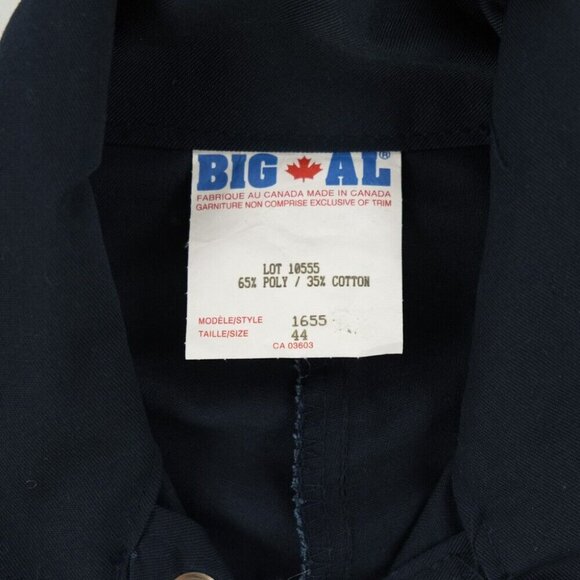 BIG AL®
FABRIQUE AU CANADA MADE IN CANADA
GARNITURE NON COMPRISE EXCLUSIVE OF TRIM
LOT 10555
65% POLY / 35% COTTON
MODÈLE/STYLE 1655
TAILLE/SIZE 44
CA 03603